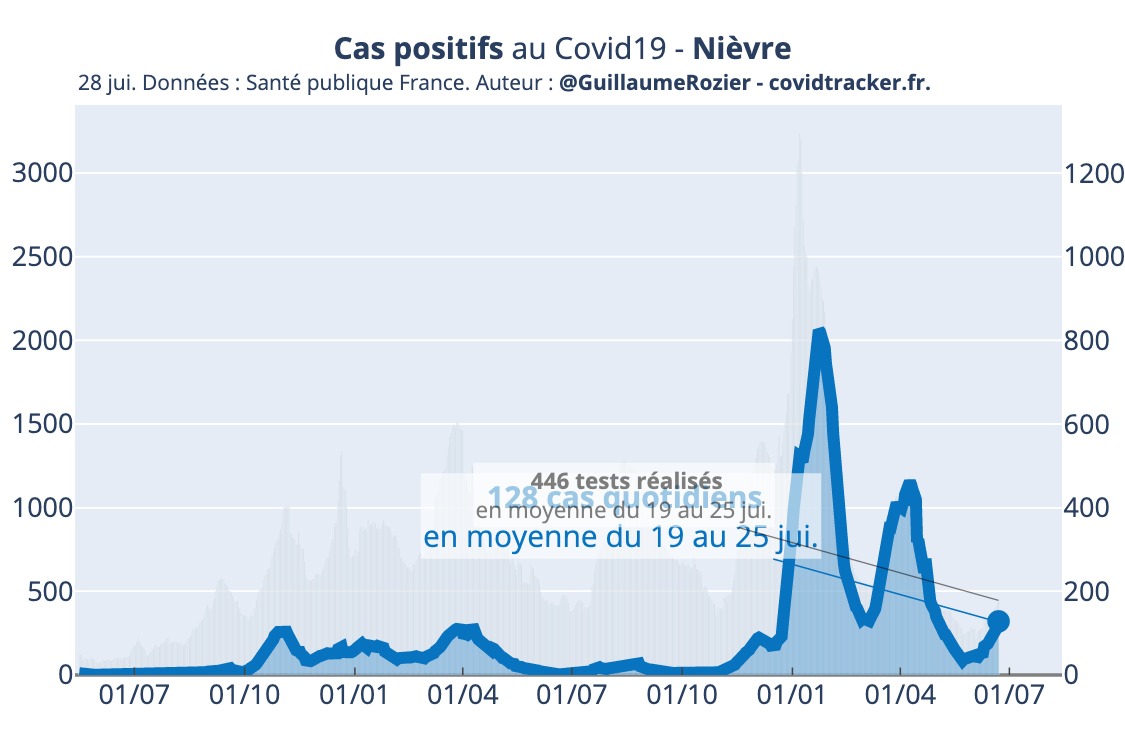 Cas positifs au Covid19 - Nièvre
28 jui. Données : Santé publique France. Auteur : @GuillaumeRozier - covidtracker.fr.
3000
2500
2000
1500
1000
500
0
1200
1000
800
600
400
200
0
446 tests réalisés
en moyenne du 19 au 25 jui.
128 cas quotidiens
en moyenne du 19 au 25 jui.
01/07 01/10 01/01 01/04 01/07 01/10 01/01 01/04 01/07